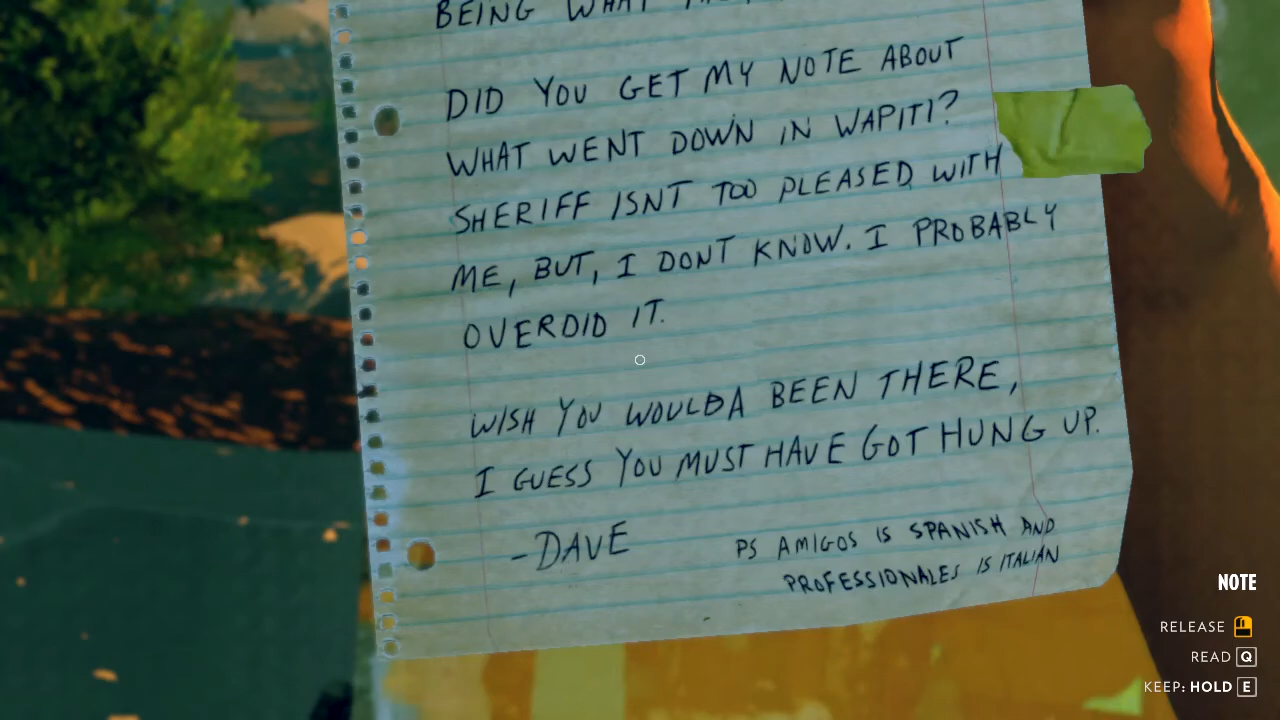 BEING WHAT
DID YOU GET MY NOTE ABOUT
WHAT WENT DOWN IN WAPITI?
SHERIFF ISNT TOO PLEASED WITH
ME, BUT, I DONT KNOW. I PROBABLY
OVERDID IT.
WISH YOU WOULDA BEEN THERE,
I GUESS YOU MUST HAVE GOT HUNG UP.
-DAVE
PS AMIGOS IS SPANISH AND
PROFESSIONALES IS ITALIAN
NOTE
RELEASE
READ Q
KEEP: HOLD E